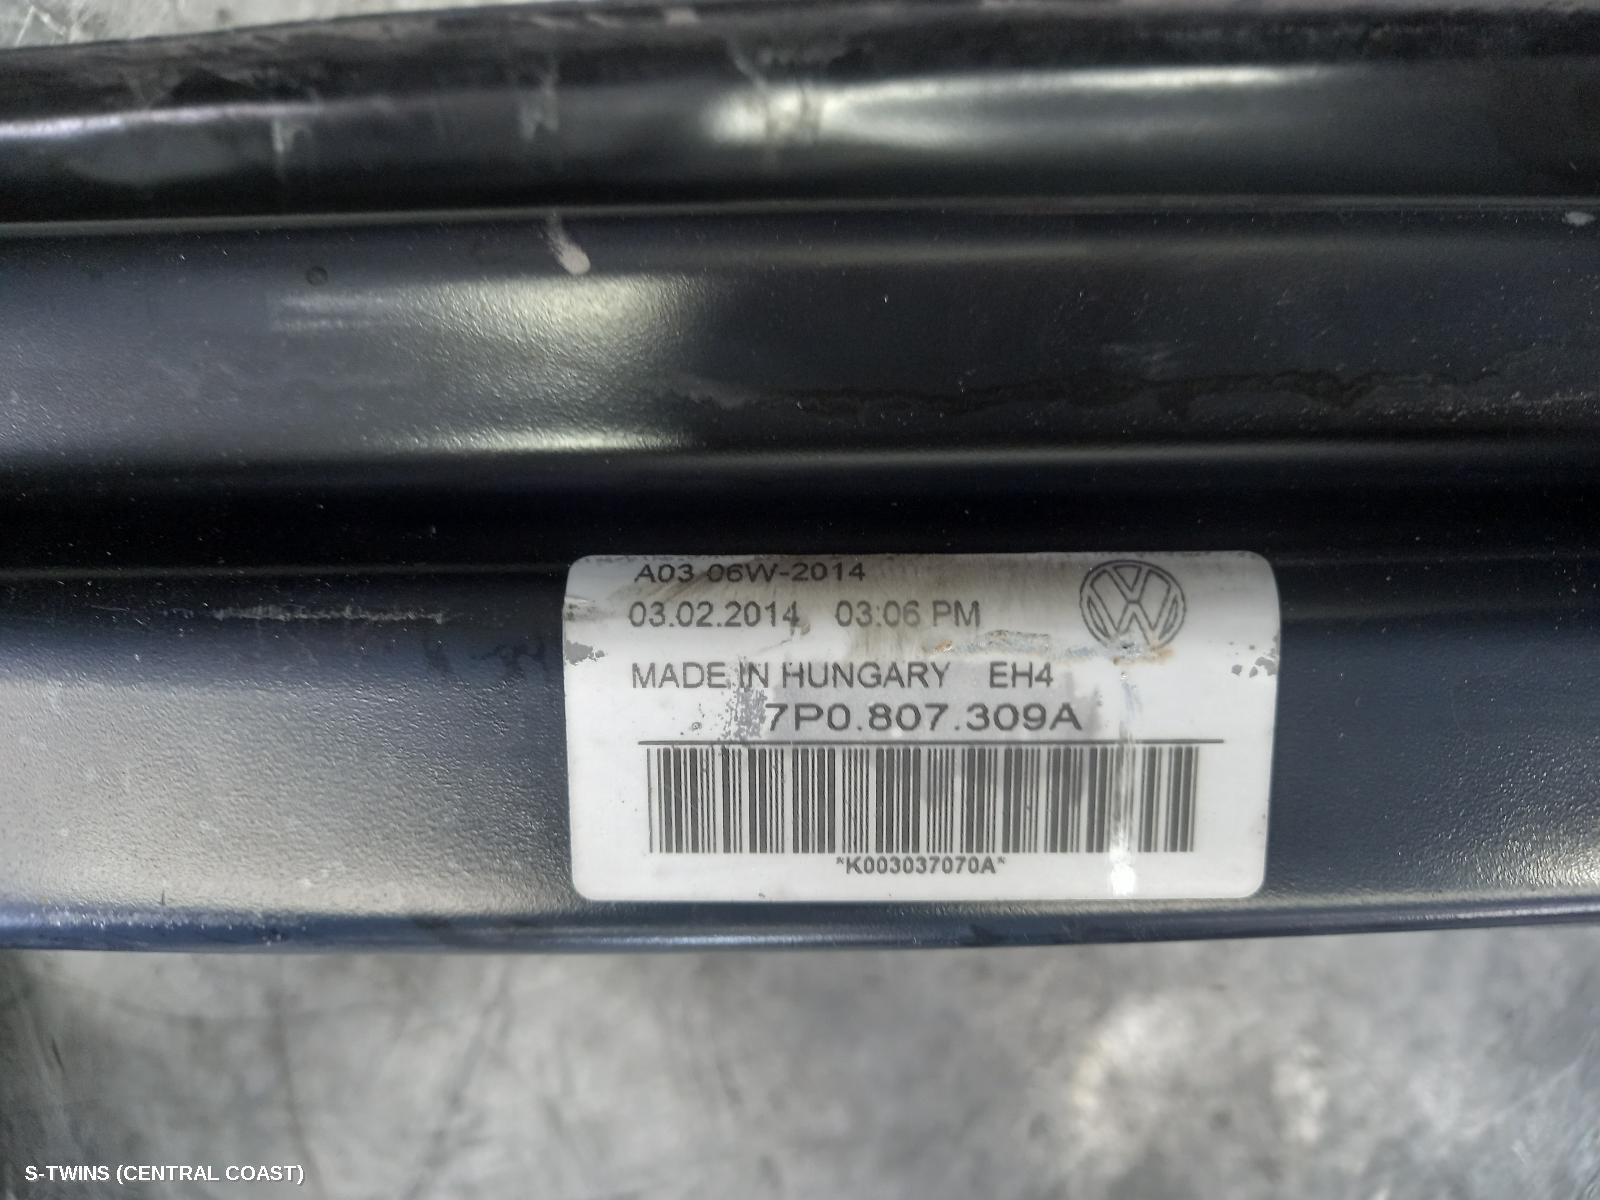 A03 06W-2014
03.02.2014 03:06 PM
MADE IN HUNGARY EH4
7P0.807.309A
*K003037070A*
S-TWINS (CENTRAL COAST)